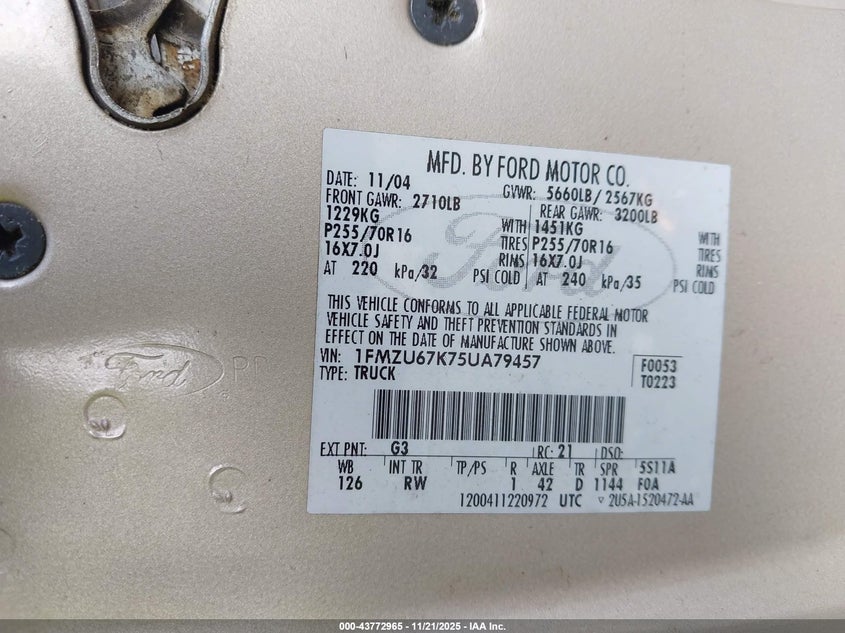 MFD. BY FORD MOTOR CO.
DATE: 11/04 GVWR: 5660LB / 2567KG
FRONT GAWR: 2710LB REAR GAWR: 3200LB
1229KG WITH 1451KG WITH
P255/70R16 TIRES P255/70R16 TIRES
16X7.0J RIMS 16X7.0J RIMS
AT 220 kPa/32 PSI COLD AT 240 kPa/35 PSI COLD
Ford
THIS VEHICLE CONFORMS TO ALL APPLICABLE FEDERAL MOTOR
VEHICLE SAFETY AND THEFT PREVENTION STANDARDS IN
EFFECT ON THE DATE OF MANUFACTURE SHOWN ABOVE.
VIN: 1FMZU67K75UA79457 F0053
TYPE: TRUCK T0223
Ford
EXT PNT: G3 RC: 21 DSO:
WB INT TR TP/PS R AXLE TR SPR 5S11A
126 RW 1 42 D 1144 F0A
1200411220972 UTC ▽ 2U5A-1520472-AA
000-43772965 - 11/21/2025 - IAA Inc.